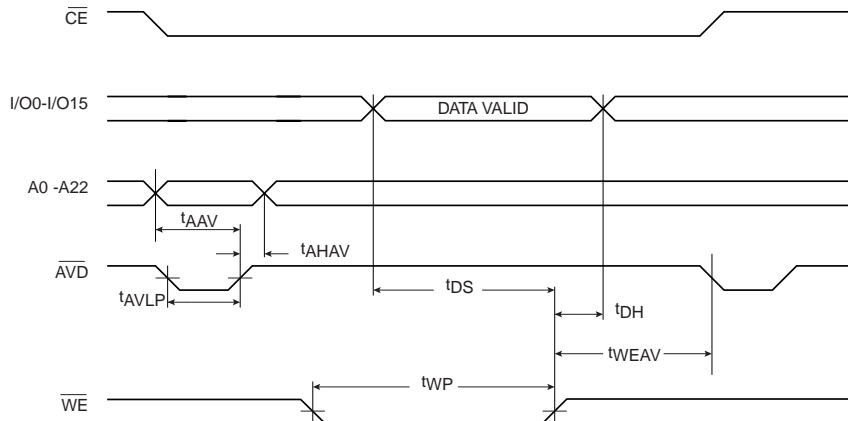 CE
I/O0-I/O15
DATA VALID
A0 -A22
tAAV
tAHAV
AVD
tAVLP
tDS
tDH
tWEAV
tWP
WE